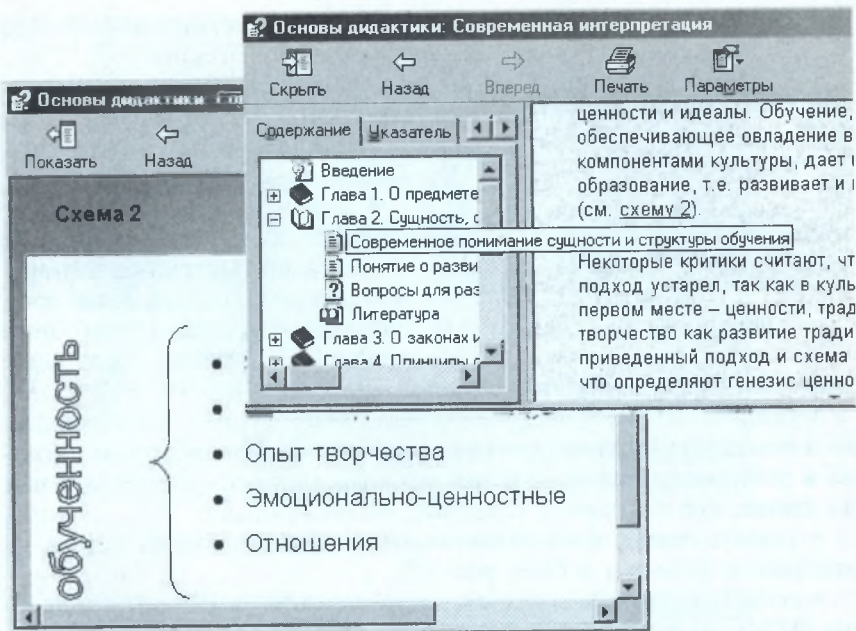 Основы дидактики: Современная интерпретация
Скрыть Назад Вперед Печать Параметры
Содержание Указатель
Введение
Глава 1. О предмете
Глава 2. Сущность, с
Современное понимание сущности и структуры обучения
Понятие о разви
Вопросы для раз
Литература
Глава 3. О законах и
Глава 4. Принципы
ценности и идеалы. Обучение,
обеспечивающее овладение в
компонентами культуры, дает
образование, т.е. развивает и
(см. схему 2).
Некоторые критики считают, чт
подход устарел, так как в куль
первом месте – ценности, трад
творчество как развитие тради
приведенный подход и схема
что определяют генезис ценно
Основы дидактики:
Показать Назад
Схема 2
обученность
• Опыт творчества
• Эмоционально-ценностные
• Отношения